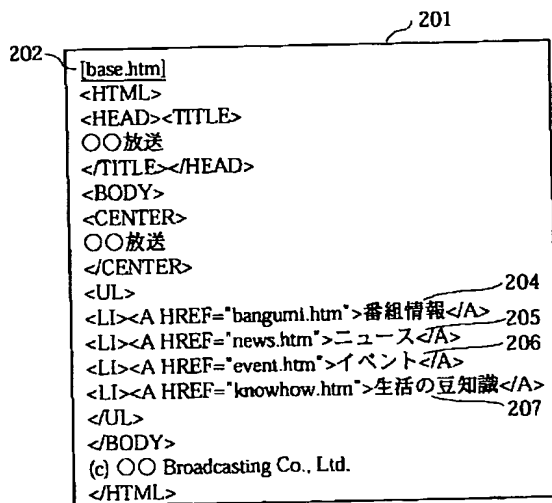 201
202
[base.htm]
<HTML>
<HEAD><TITLE>
○○放送
</TITLE></HEAD>
<BODY>
<CENTER>
○○放送
</CENTER>
<UL>
204
<LI><A HREF="bangumi.htm">番組情報</A>
205
<LI><A HREF="news.htm">ニュース</A>
206
<LI><A HREF="event.htm">イベント</A>
<LI><A HREF="knowhow.htm">生活の豆知識</A>
207
</UL>
</BODY>
(c) ○○ Broadcasting Co., Ltd.
</HTML>